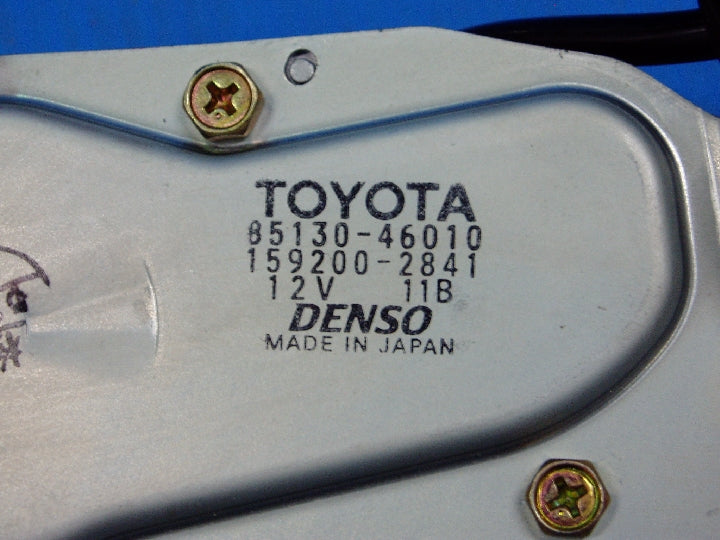 TOYOTA
85130-46010
159200-2841
12V 11B
DENSO
MADE IN JAPAN